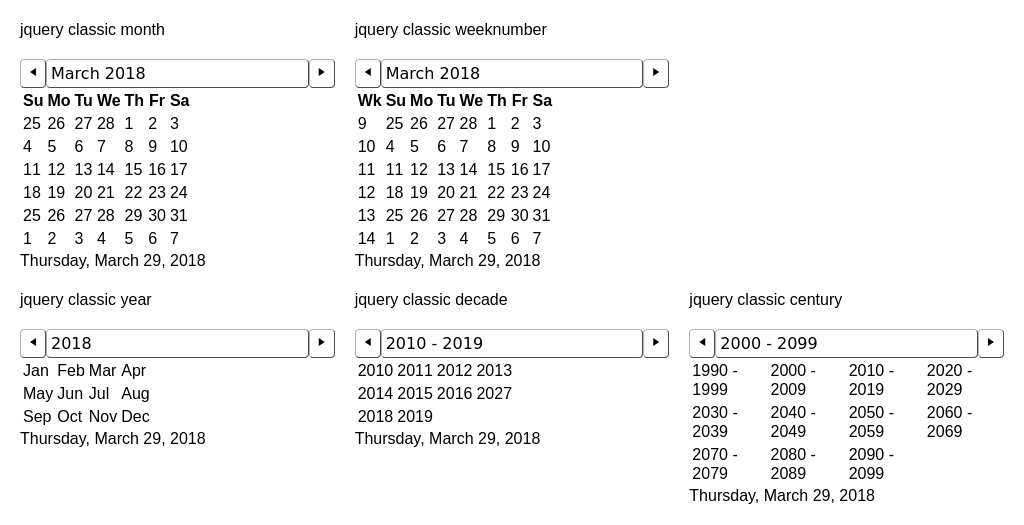 jquery classic month
March 2018
Su Mo Tu We Th Fr Sa
25 26 27 28 1 2 3
4 5 6 7 8 9 10
11 12 13 14 15 16 17
18 19 20 21 22 23 24
25 26 27 28 29 30 31
1 2 3 4 5 6 7
Thursday, March 29, 2018
jquery classic weeknumber
March 2018
Wk Su Mo Tu We Th Fr Sa
9 25 26 27 28 1 2 3
10 4 5 6 7 8 9 10
11 11 12 13 14 15 16 17
12 18 19 20 21 22 23 24
13 25 26 27 28 29 30 31
14 1 2 3 4 5 6 7
Thursday, March 29, 2018
jquery classic year
2018
Jan Feb Mar Apr
May Jun Jul Aug
Sep Oct Nov Dec
Thursday, March 29, 2018
jquery classic decade
2010 - 2019
2010 2011 2012 2013
2014 2015 2016 2027
2018 2019
Thursday, March 29, 2018
jquery classic century
2000 - 2099
1990 - 2000 - 2010 - 2020 -
1999 2009 2019 2029
2030 - 2040 - 2050 - 2060 -
2039 2049 2059 2069
2070 - 2080 - 2090 -
2079 2089 2099
Thursday, March 29, 2018